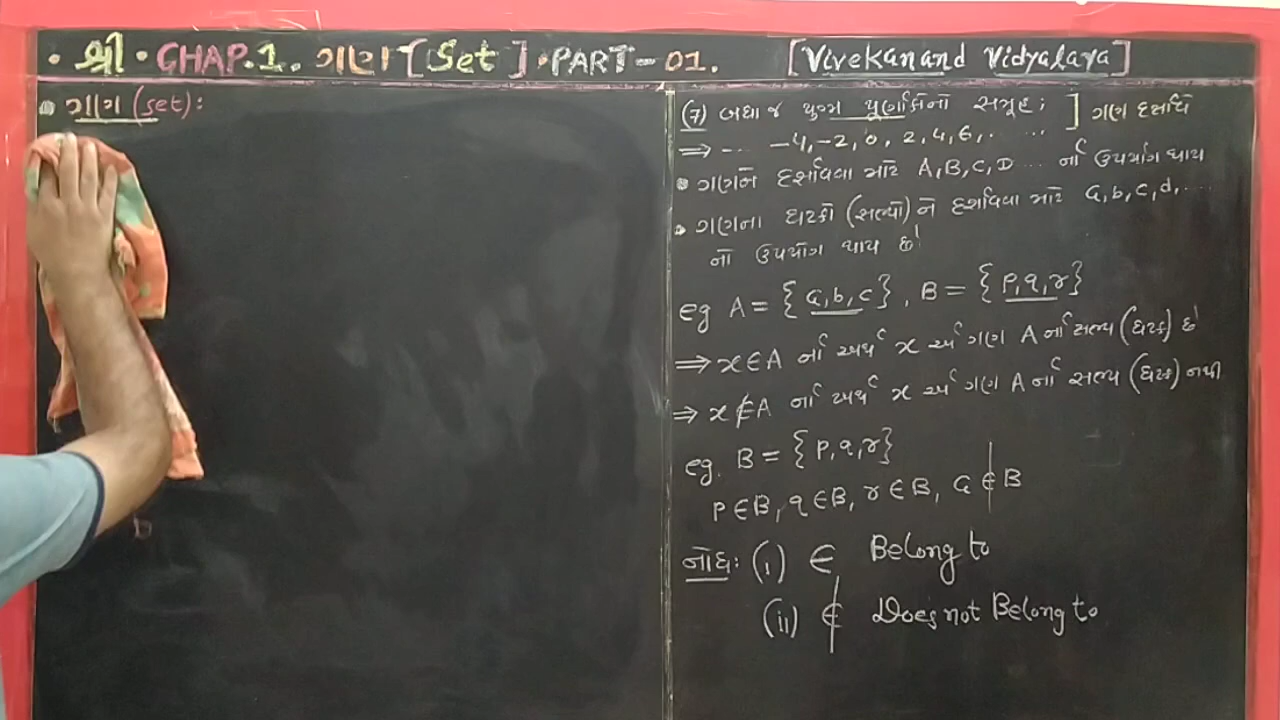 • શ્રી • CHAP.1. ગણ [Set] • PART-01. [Vivekanand Vidyalaya]
• ગણ (set):
(7) બધા જ યુગ્મ પૂર્ણાંકોનો સમૂહ: ] ગણ દર્શાવે
⇒ ... -4, -2, 0, 2, 4, 6, ......
• ગણને દર્શાવવા માટે A, B, C, D ... નો ઉપયોગ થાય
• ગણના ઘટકો (સભ્યો) ને દર્શાવવા માટે a, b, c, d, ....
નો ઉપયોગ થાય છે.
eg A = {a, b, c}, B = {p, q, r}
⇒ x ∈ A નો અર્થ x એ ગણ A નો સભ્ય (ઘટક) છે.
⇒ x ∉ A નો અર્થ x એ ગણ A નો સભ્ય (ઘટક) નથી
eg. B = {p, q, r}
p ∈ B, q ∈ B, r ∈ B, a ∉ B
નોંધ: (i) ∈ Belong to
(ii) ∉ Does not Belong to